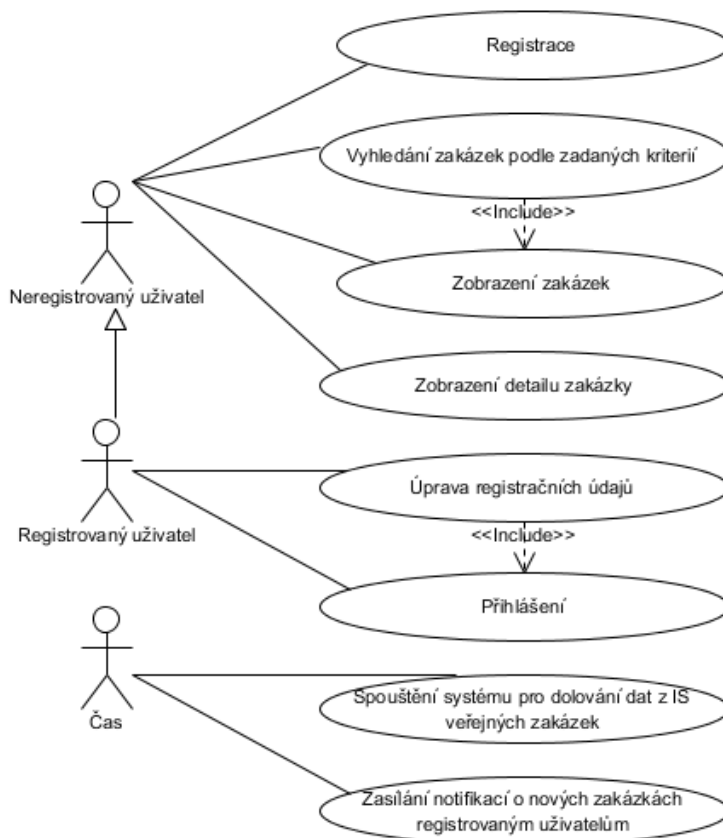 Registrace
Vyhledání zakázek podle zadaných kriterií
<<Include>>
Zobrazení zakázek
Neregistrovaný uživatel
Zobrazení detailu zakázky
Úprava registračních údajů
Registrovaný uživatel
<<Include>>
Přihlášení
Spouštění systému pro dolování dat z IS
veřejných zakázek
Čas
Zasílání notifikací o nových zakázkách
registrovaným uživatelům